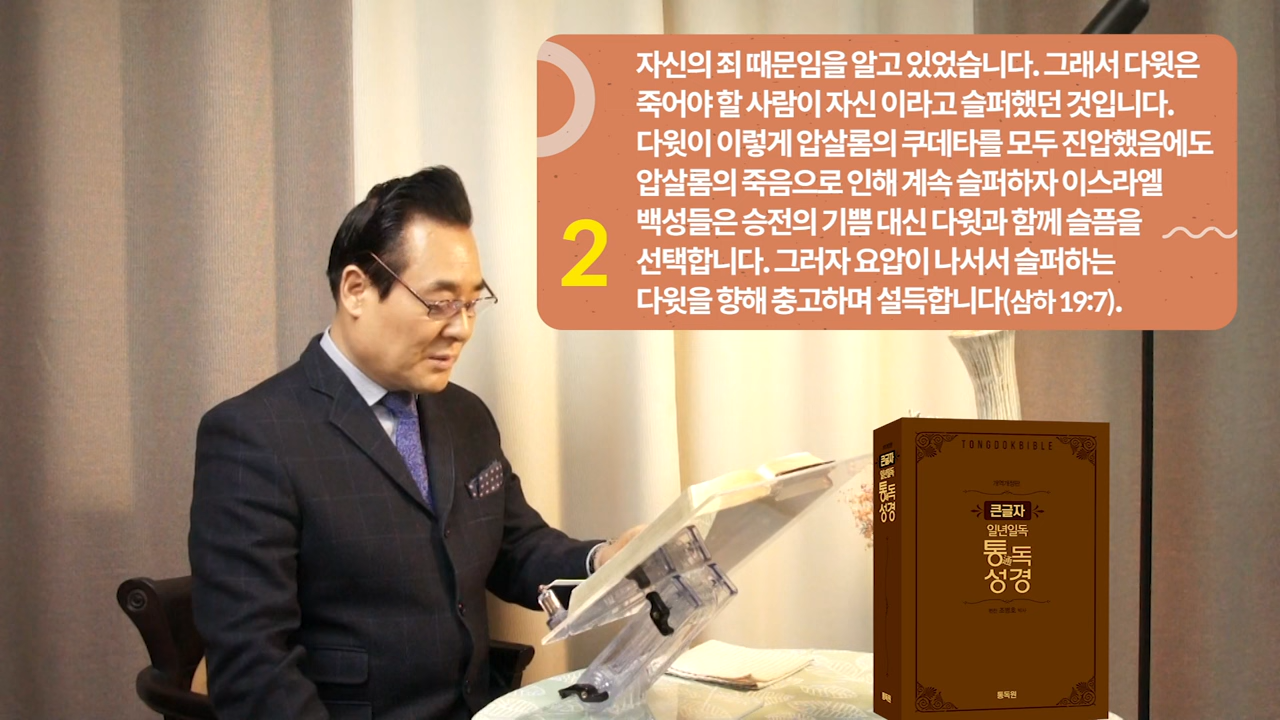 자신의 죄 때문임을 알고 있었습니다. 그래서 다윗은
죽어야 할 사람이 자신 이라고 슬퍼했던 것입니다.
다윗이 이렇게 압살롬의 쿠데타를 모두 진압했음에도
압살롬의 죽음으로 인해 계속 슬퍼하자 이스라엘
백성들은 승전의 기쁨 대신 다윗과 함께 슬픔을
2 선택합니다. 그러자 요압이 나서서 슬퍼하는
다윗을 향해 충고하며 설득합니다(삼하 19:7).
TONGDOKBIBLE
큰글자
일년일독
통독
성경
통독원
큰글자
일년일독
통독
성경
통독원